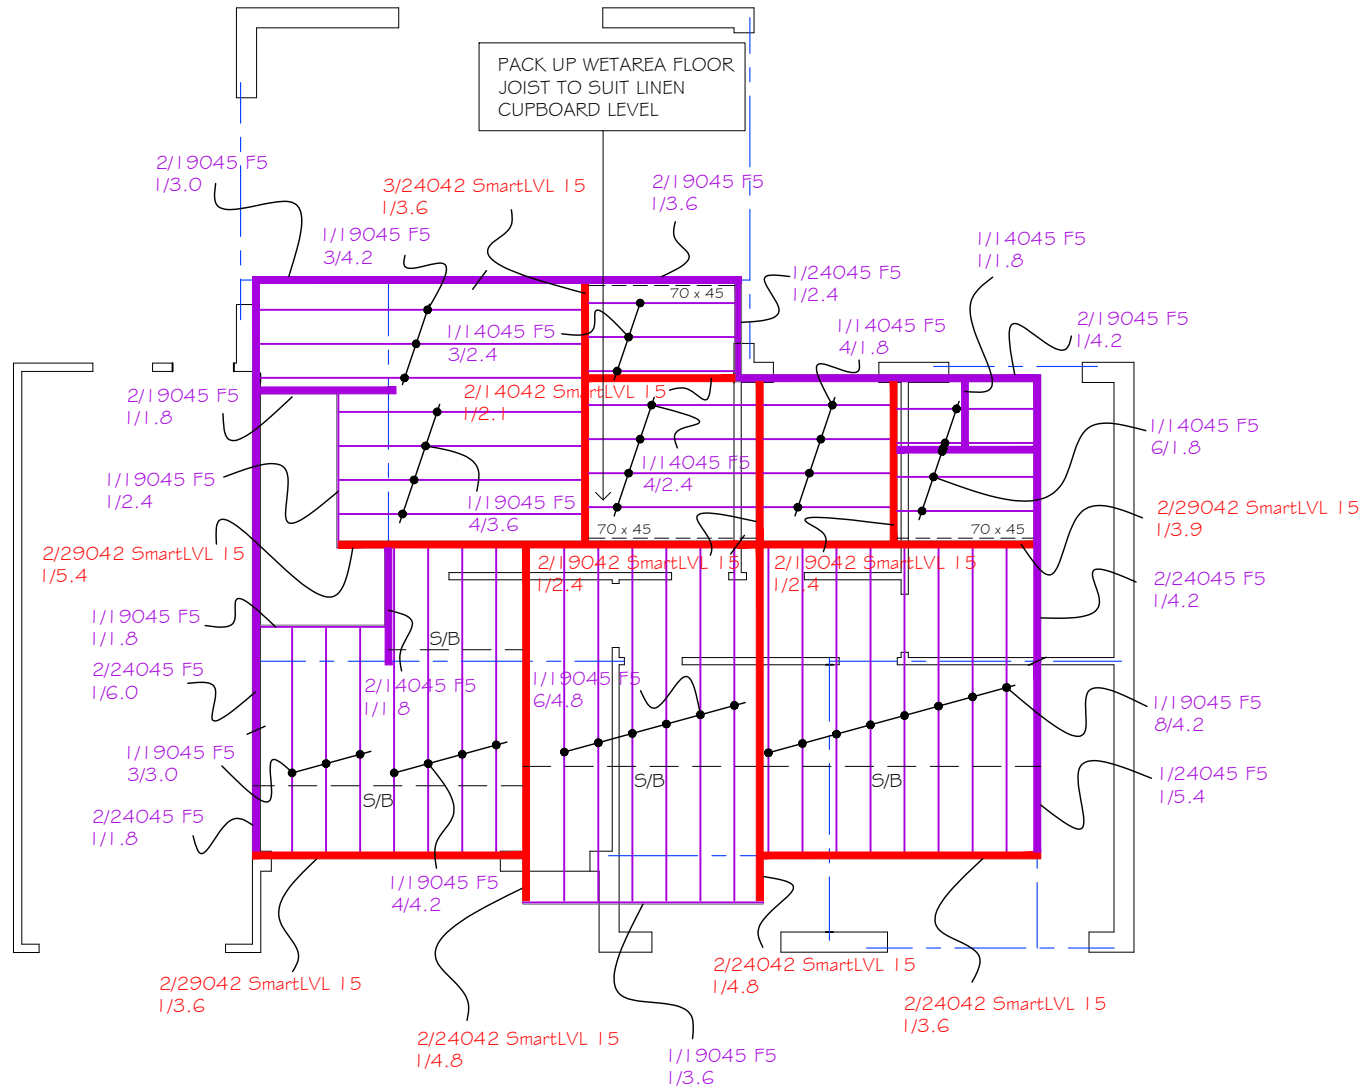 PACK UP WETAREA FLOOR
JOIST TO SUIT LINEN
CUPBOARD LEVEL
2/19045 F5
1/3.0
3/24042 SmartLVL 15
1/3.6
2/19045 F5
1/3.6
1/19045 F5
3/4.2
1/14045 F5
1/1.8
1/24045 F5
1/2.4
70 x 45
1/14045 F5
3/2.4
1/14045 F5
4/1.8
2/19045 F5
1/4.2
2/19045 F5
1/1.8
2/14042 SmartLVL 15
1/2.1
1/14045 F5
6/1.8
1/14045 F5
4/2.4
1/19045 F5
1/2.4
1/19045 F5
4/3.6
2/29042 SmartLVL 15
1/3.9
70 x 45
70 x 45
2/29042 SmartLVL 15
1/5.4
2/19042 SmartLVL 15
1/2.4
2/19042 SmartLVL 15
1/2.4
2/24045 F5
1/4.2
1/19045 F5
1/1.8
S/B
2/24045 F5
1/6.0
2/14045 F5
1/1.8
1/19045 F5
6/4.8
1/19045 F5
8/4.2
1/19045 F5
3/3.0
S/B
S/B
S/B
1/24045 F5
1/5.4
2/24045 F5
1/1.8
1/19045 F5
4/4.2
2/29042 SmartLVL 15
1/3.6
2/24042 SmartLVL 15
1/4.8
2/24042 SmartLVL 15
1/3.6
2/24042 SmartLVL 15
1/4.8
1/19045 F5
1/3.6